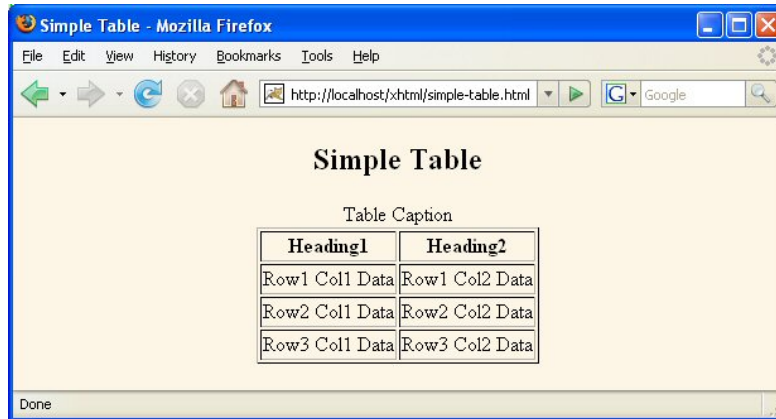 Simple Table - Mozilla Firefox
File Edit View History Bookmarks Tools Help
http://localhost/xhtml/simple-table.html G Google
Simple Table
Table Caption
Heading1 Heading2
Row1 Col1 Data Row1 Col2 Data
Row2 Col1 Data Row2 Col2 Data
Row3 Col1 Data Row3 Col2 Data
Done